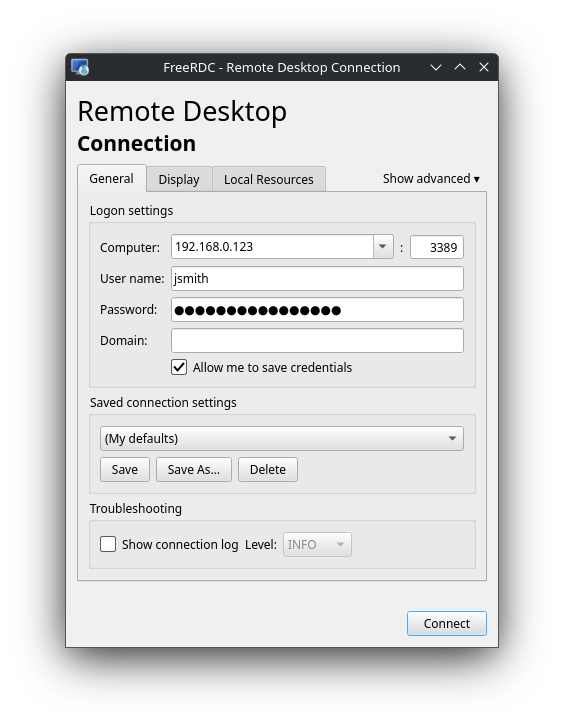 FreeRDC - Remote Desktop Connection
Remote Desktop
Connection
General Display Local Resources Show advanced ▾
Logon settings
Computer: 192.168.0.123 : 3389
User name: jsmith
Password: ●●●●●●●●●●●●●●●●
Domain:
Allow me to save credentials
Saved connection settings
(My defaults)
Save Save As... Delete
Troubleshooting
Show connection log Level: INFO
Connect